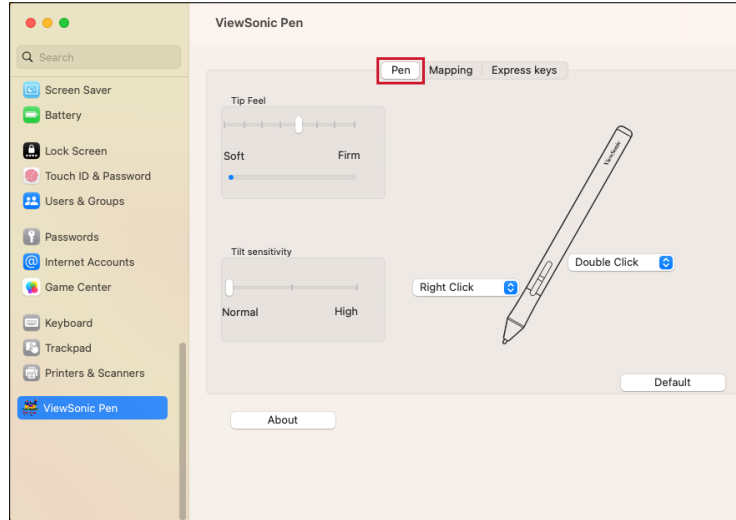 ViewSonic Pen
Search
Screen Saver
Battery
Lock Screen
Touch ID & Password
Users & Groups
Passwords
Internet Accounts
Game Center
Keyboard
Trackpad
Printers & Scanners
ViewSonic Pen
Pen Mapping Express keys
Tip Feel
Soft Firm
ViewSonic
Tilt sensitivity
Normal High
Double Click
Right Click
Default
About